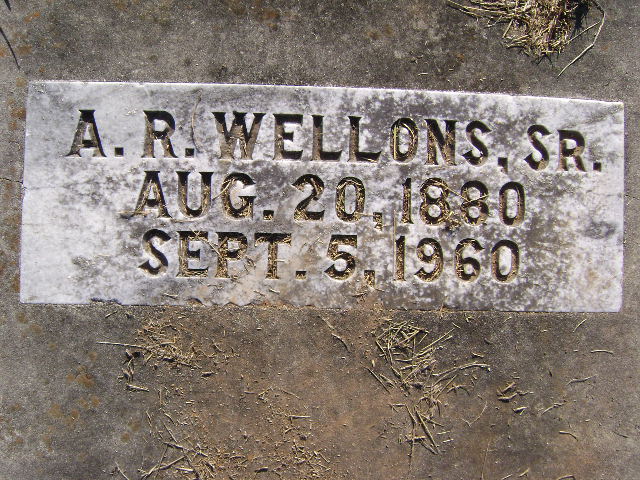 A. R. WELLONS, SR.
AUG. 20, 1880
SEPT. 5, 1960